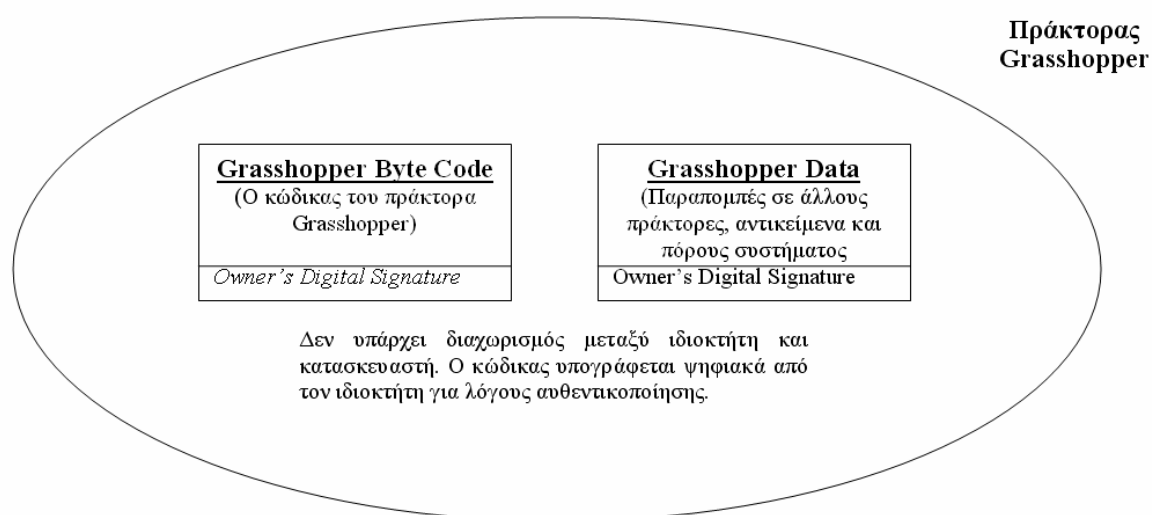 Πράκτορας
Grasshopper
Grasshopper Byte Code
(Ο κώδικας του πράκτορα
Grasshopper)
Owner's Digital Signature
Grasshopper Data
(Παραπομπές σε άλλους
πράκτορες, αντικείμενα και
πόρους συστήματος
Owner's Digital Signature
Δεν υπάρχει διαχωρισμός μεταξύ ιδιοκτήτη και
κατασκευαστή. Ο κώδικας υπογράφεται ψηφιακά από
τον ιδιοκτήτη για λόγους αυθεντικοποίησης.